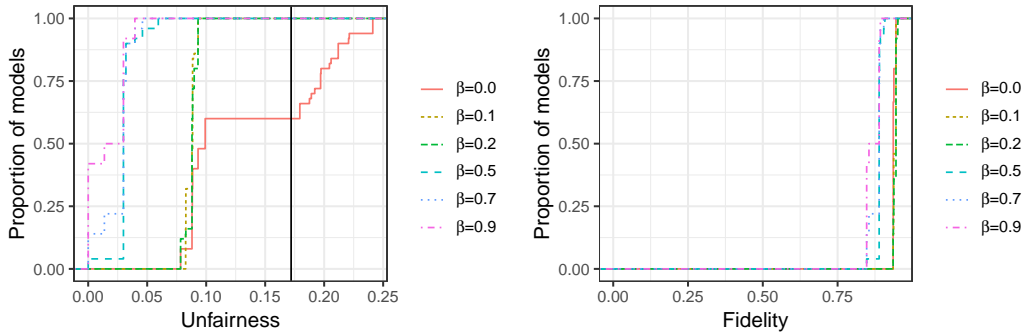 Proportion of models
1.00
0.75
0.50
0.25
0.00
0.00 0.05 0.10 0.15 0.20 0.25
Unfairness
β=0.0
β=0.1
β=0.2
β=0.5
β=0.7
β=0.9
Proportion of models
1.00
0.75
0.50
0.25
0.00
0.00 0.25 0.50 0.75
Fidelity
β=0.0
β=0.1
β=0.2
β=0.5
β=0.7
β=0.9